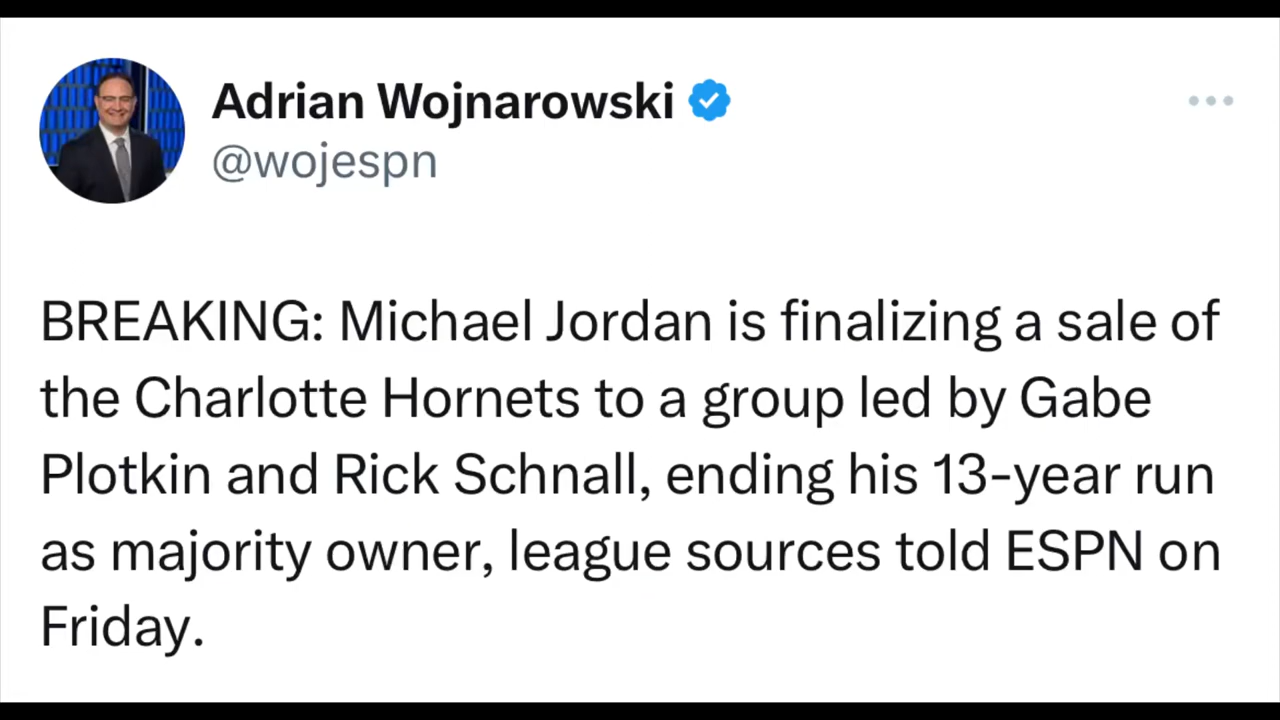 Adrian Wojnarowski
@wojespn
BREAKING: Michael Jordan is finalizing a sale of
the Charlotte Hornets to a group led by Gabe
Plotkin and Rick Schnall, ending his 13-year run
as majority owner, league sources told ESPN on
Friday.